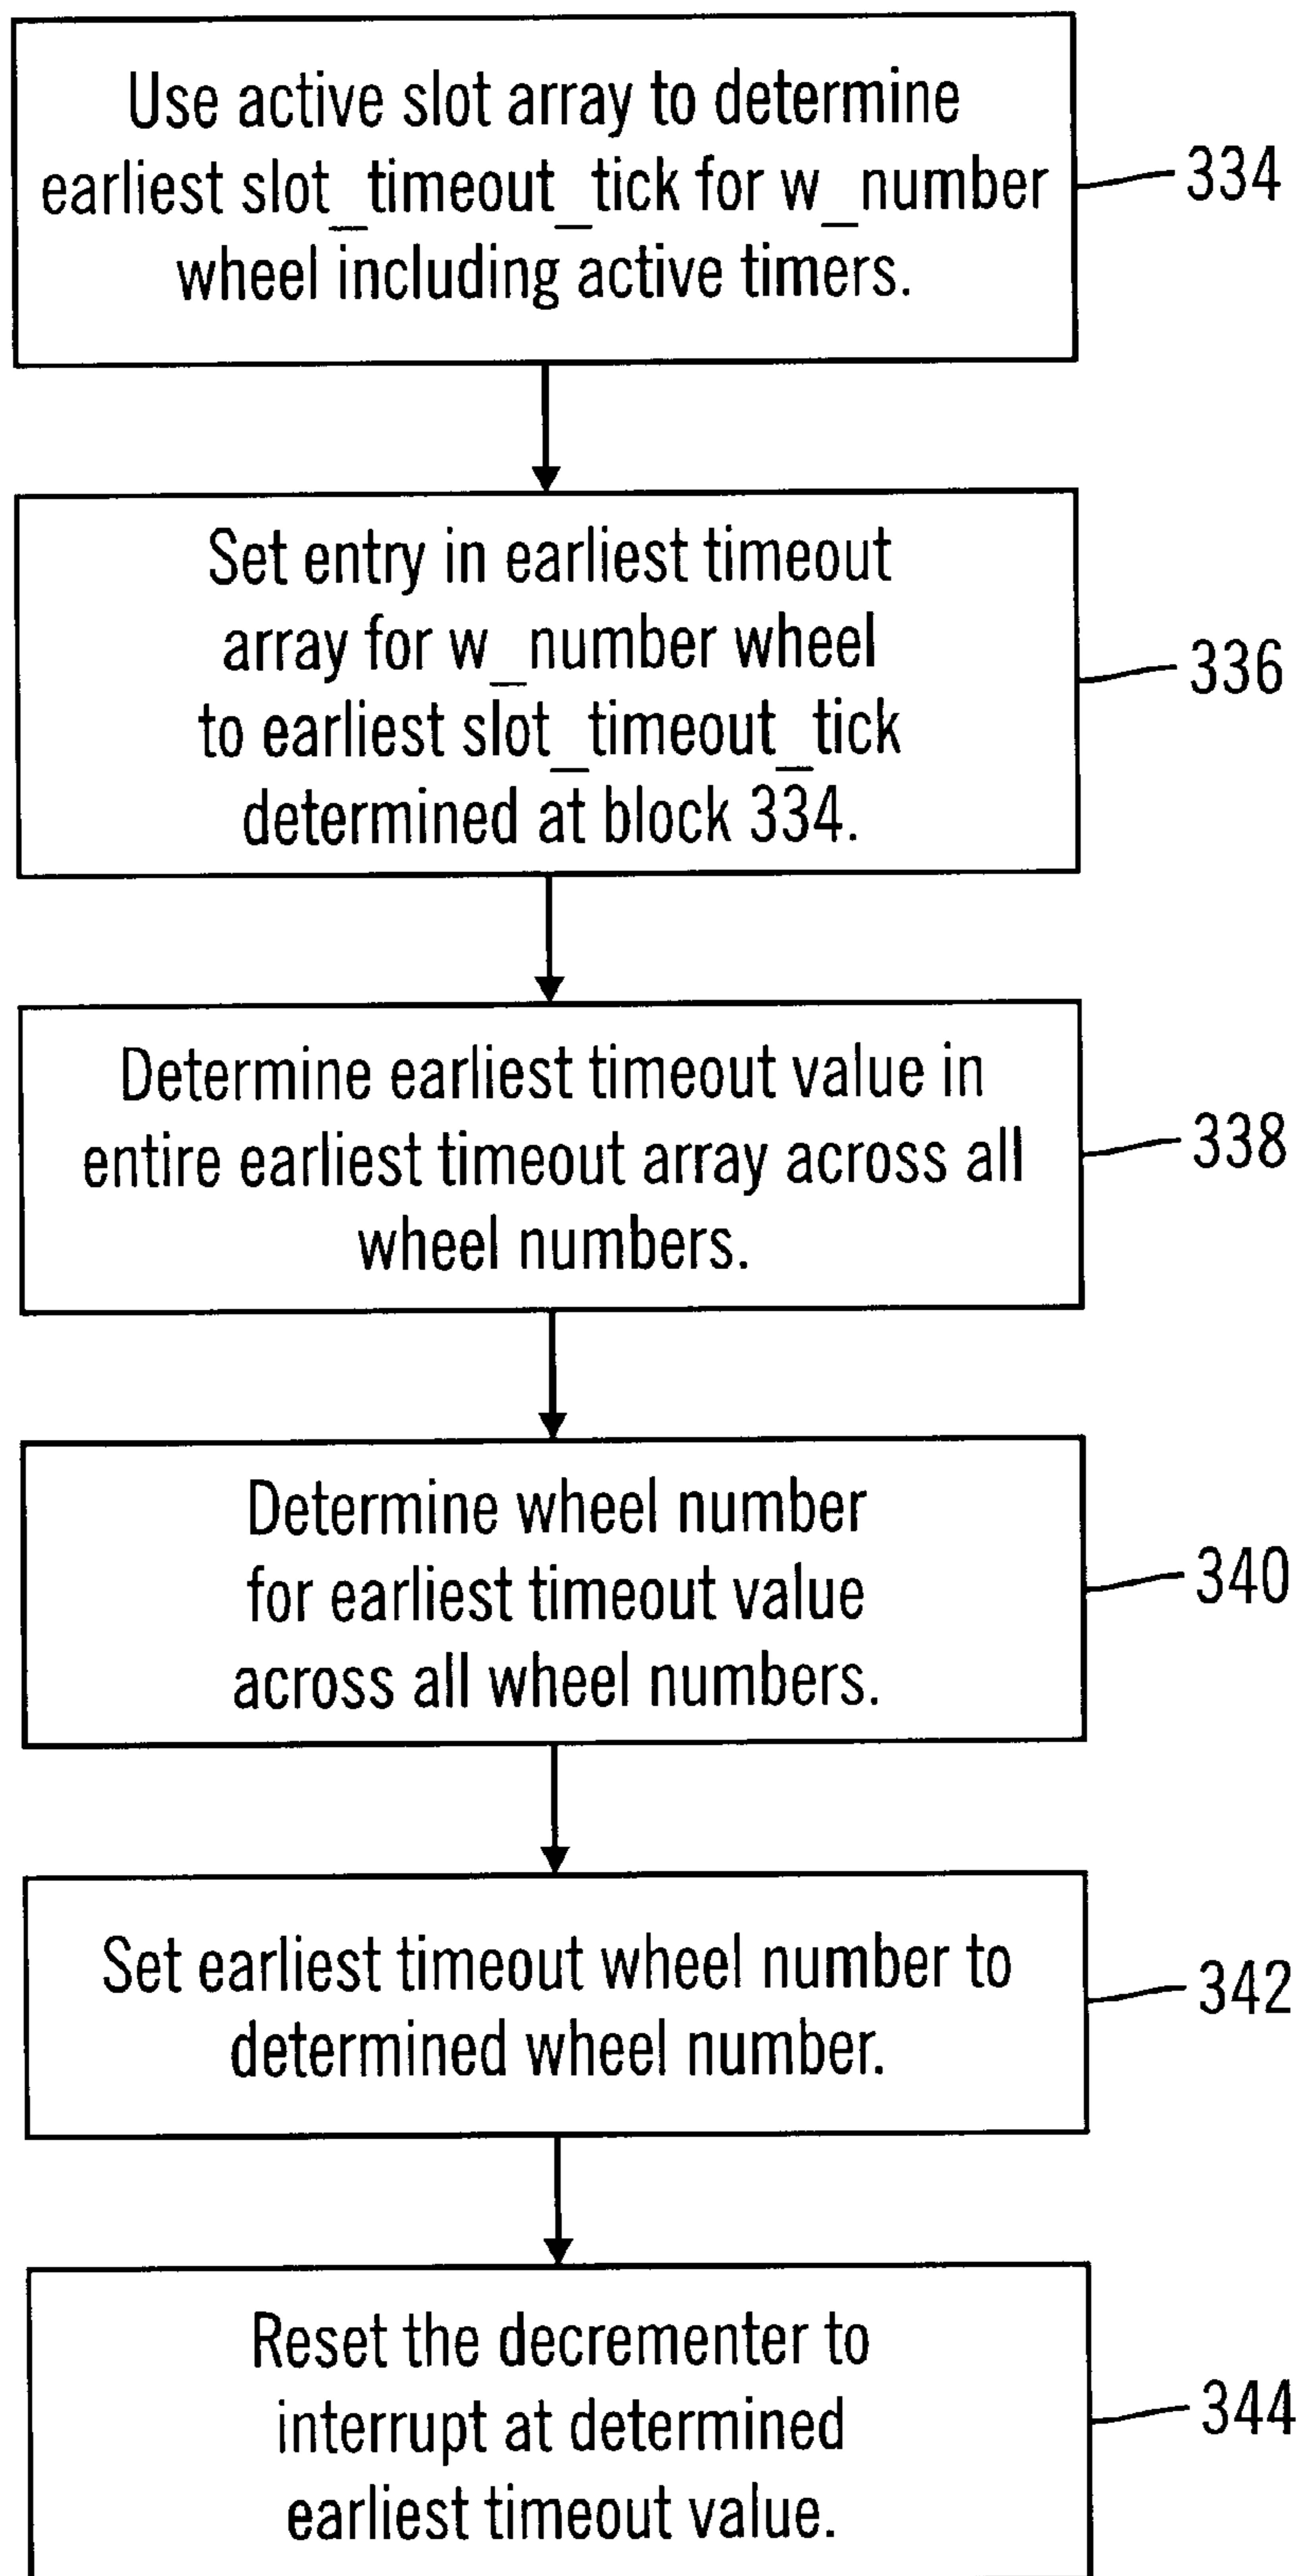 Use active slot array to determine
earliest slot_timeout_tick for w_number
wheel including active timers.
334
Set entry in earliest timeout
array for w_number wheel
to earliest slot_timeout_tick
determined at block 334.
336
Determine earliest timeout value in
entire earliest timeout array across all
wheel numbers.
338
Determine wheel number
for earliest timeout value
across all wheel numbers.
340
Set earliest timeout wheel number to
determined wheel number.
342
Reset the decrementer to
interrupt at determined
earliest timeout value.
344